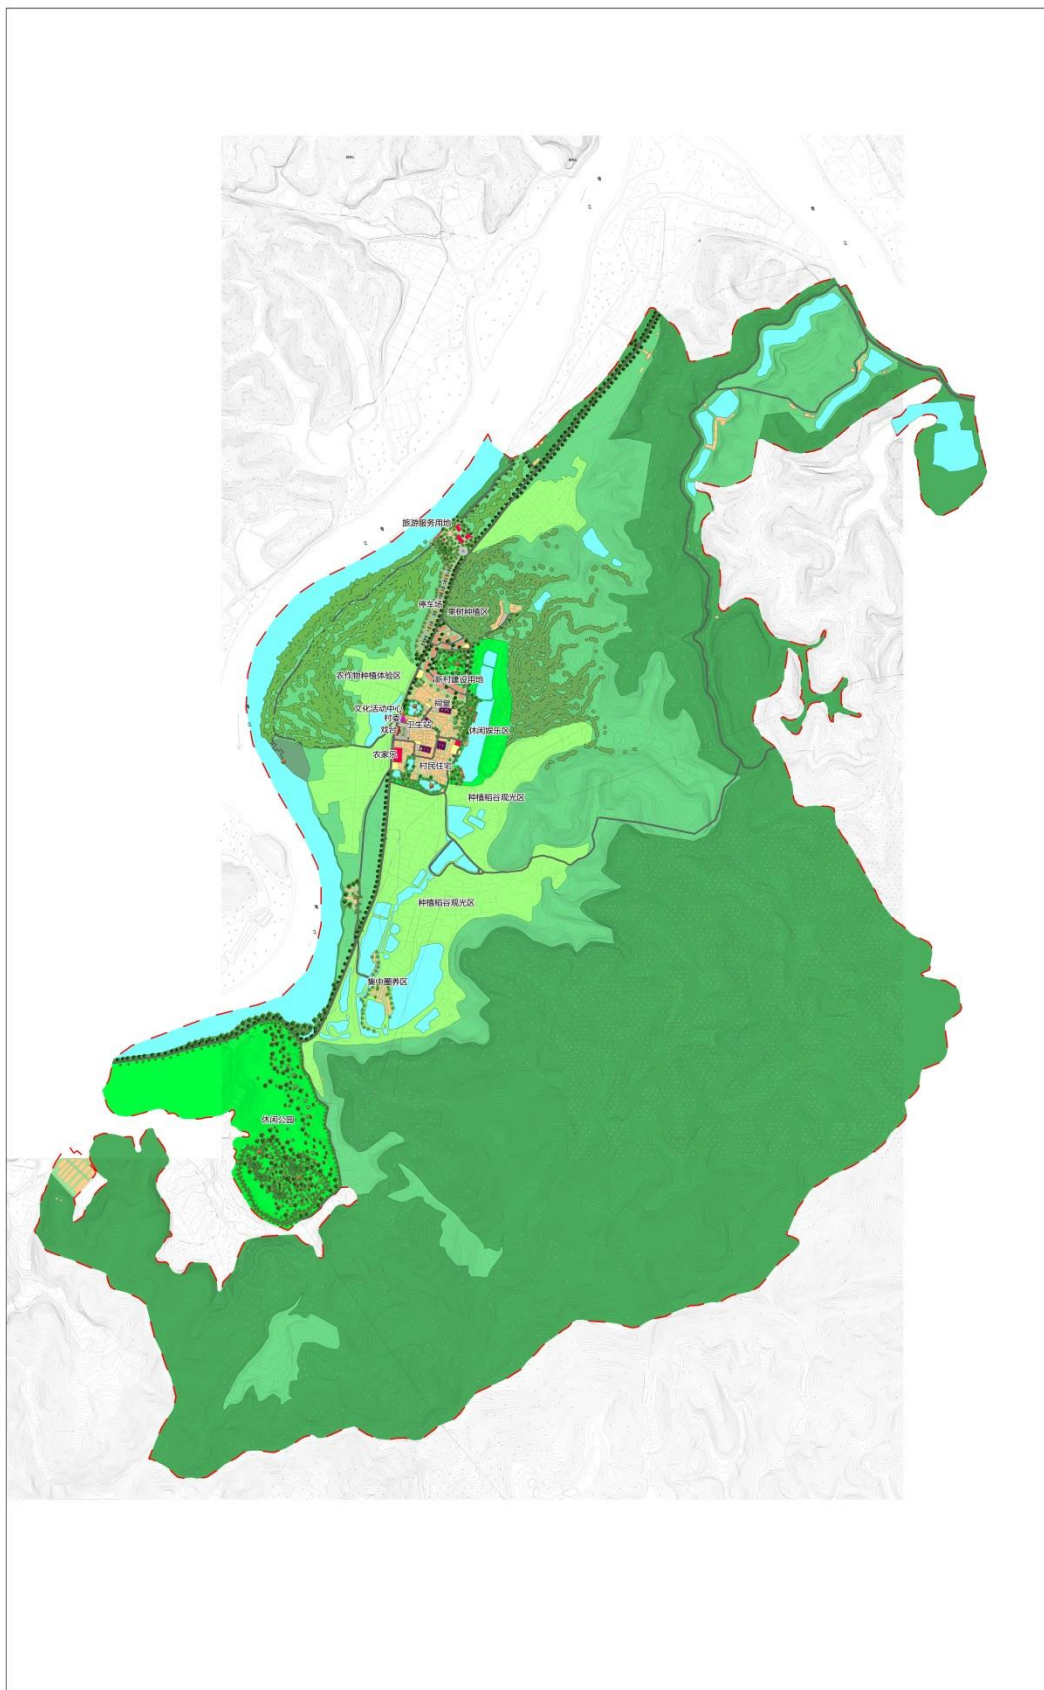 旅游服务用地
停车场
果树种植区
农作物种植体验区
新村建设用地
文化活动中心
祠堂
村委
卫生站
戏台
休闲娱乐区
农家乐
村民住宅
种植稻谷观光区
种植稻谷观光区
集中圈养区
休闲公园